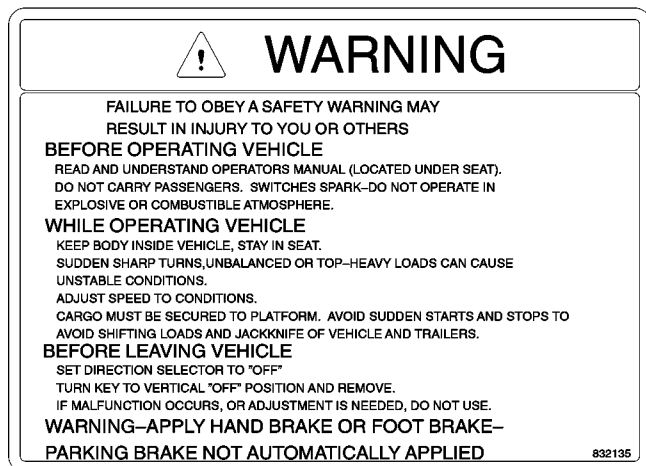 WARNING
FAILURE TO OBEY A SAFETY WARNING MAY
RESULT IN INJURY TO YOU OR OTHERS
BEFORE OPERATING VEHICLE
READ AND UNDERSTAND OPERATORS MANUAL (LOCATED UNDER SEAT).
DO NOT CARRY PASSENGERS. SWITCHES SPARK–DO NOT OPERATE IN
EXPLOSIVE OR COMBUSTIBLE ATMOSPHERE.
WHILE OPERATING VEHICLE
KEEP BODY INSIDE VEHICLE, STAY IN SEAT.
SUDDEN SHARP TURNS,UNBALANCED OR TOP–HEAVY LOADS CAN CAUSE
UNSTABLE CONDITIONS.
ADJUST SPEED TO CONDITIONS.
CARGO MUST BE SECURED TO PLATFORM. AVOID SUDDEN STARTS AND STOPS TO
AVOID SHIFTING LOADS AND JACKKNIFE OF VEHICLE AND TRAILERS.
BEFORE LEAVING VEHICLE
SET DIRECTION SELECTOR TO "OFF"
TURN KEY TO VERTICAL "OFF" POSITION AND REMOVE.
IF MALFUNCTION OCCURS, OR ADJUSTMENT IS NEEDED, DO NOT USE.
WARNING–APPLY HAND BRAKE OR FOOT BRAKE–
PARKING BRAKE NOT AUTOMATICALLY APPLIED
832135